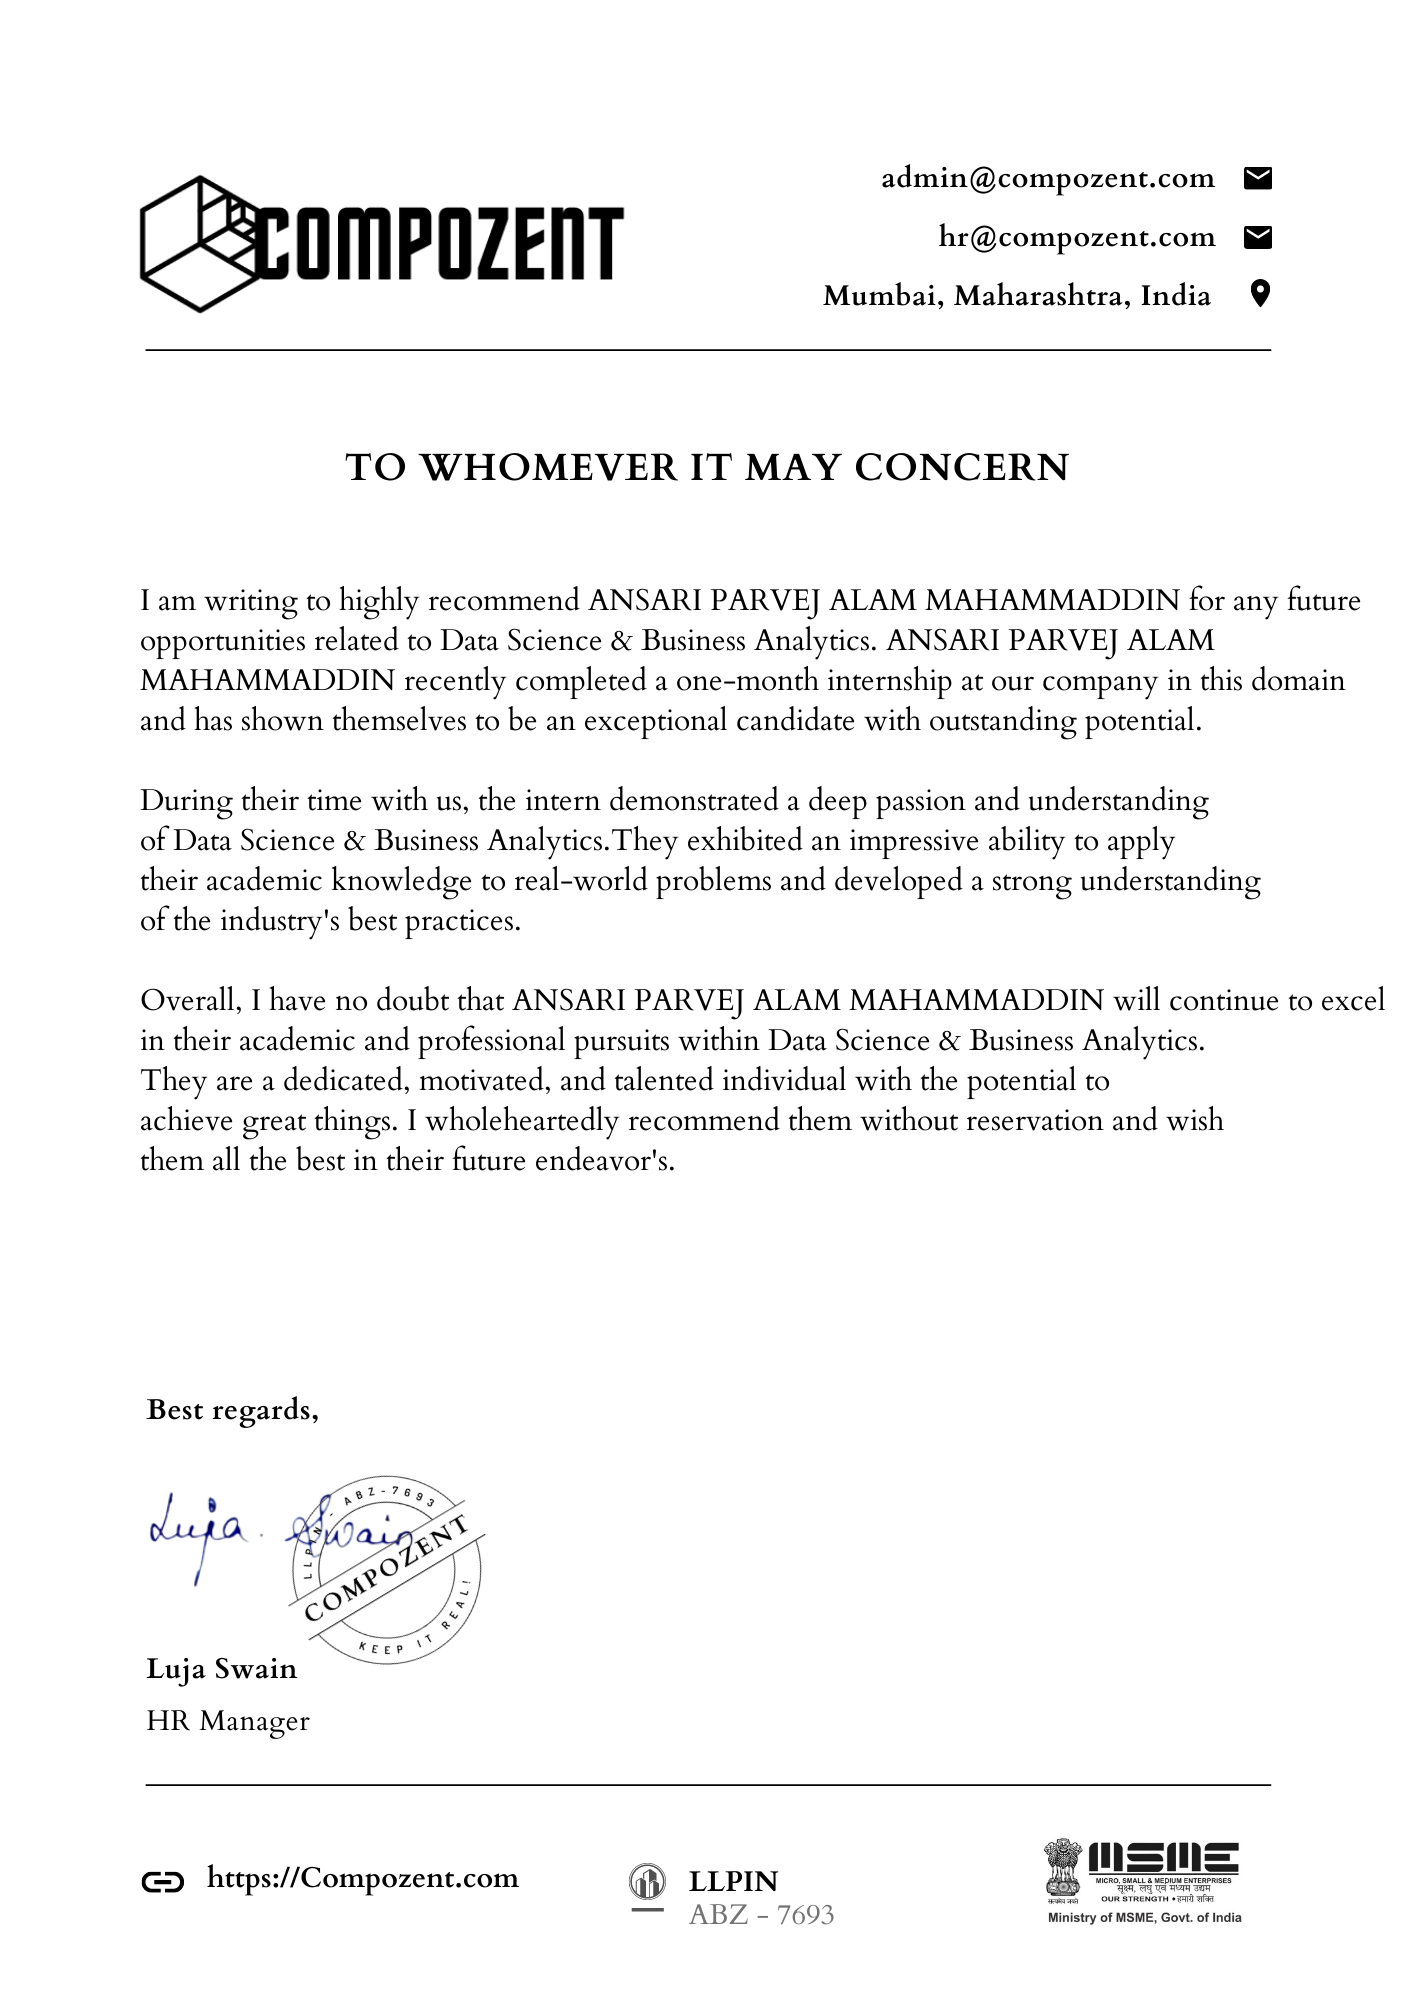 COMPOZENT
admin@compozent.com
hr@compozent.com
Mumbai, Maharashtra, India
TO WHOMEVER IT MAY CONCERN
I am writing to highly recommend ANSARI PARVEJ ALAM MAHAMMADDIN for any future
opportunities related to Data Science & Business Analytics. ANSARI PARVEJ ALAM
MAHAMMADDIN recently completed a one-month internship at our company in this domain
and has shown themselves to be an exceptional candidate with outstanding potential.
During their time with us, the intern demonstrated a deep passion and understanding
of Data Science & Business Analytics.They exhibited an impressive ability to apply
their academic knowledge to real-world problems and developed a strong understanding
of the industry's best practices.
Overall, I have no doubt that ANSARI PARVEJ ALAM MAHAMMADDIN will continue to excel
in their academic and professional pursuits within Data Science & Business Analytics.
They are a dedicated, motivated, and talented individual with the potential to
achieve great things. I wholeheartedly recommend them without reservation and wish
them all the best in their future endeavor's.
Best regards,
Luja . Swain
LLPIN - ABZ-7693
COMPOZENT
KEEP IT REAL!
Luja Swain
HR Manager
https://Compozent.com
LLPIN
ABZ - 7693
MSME
MICRO, SMALL & MEDIUM ENTERPRISES
सूक्ष्म, लघु एवं मध्यम उद्यम
OUR STRENGTH • हमारी शक्ति
सत्यमेव जयते
Ministry of MSME, Govt. of India